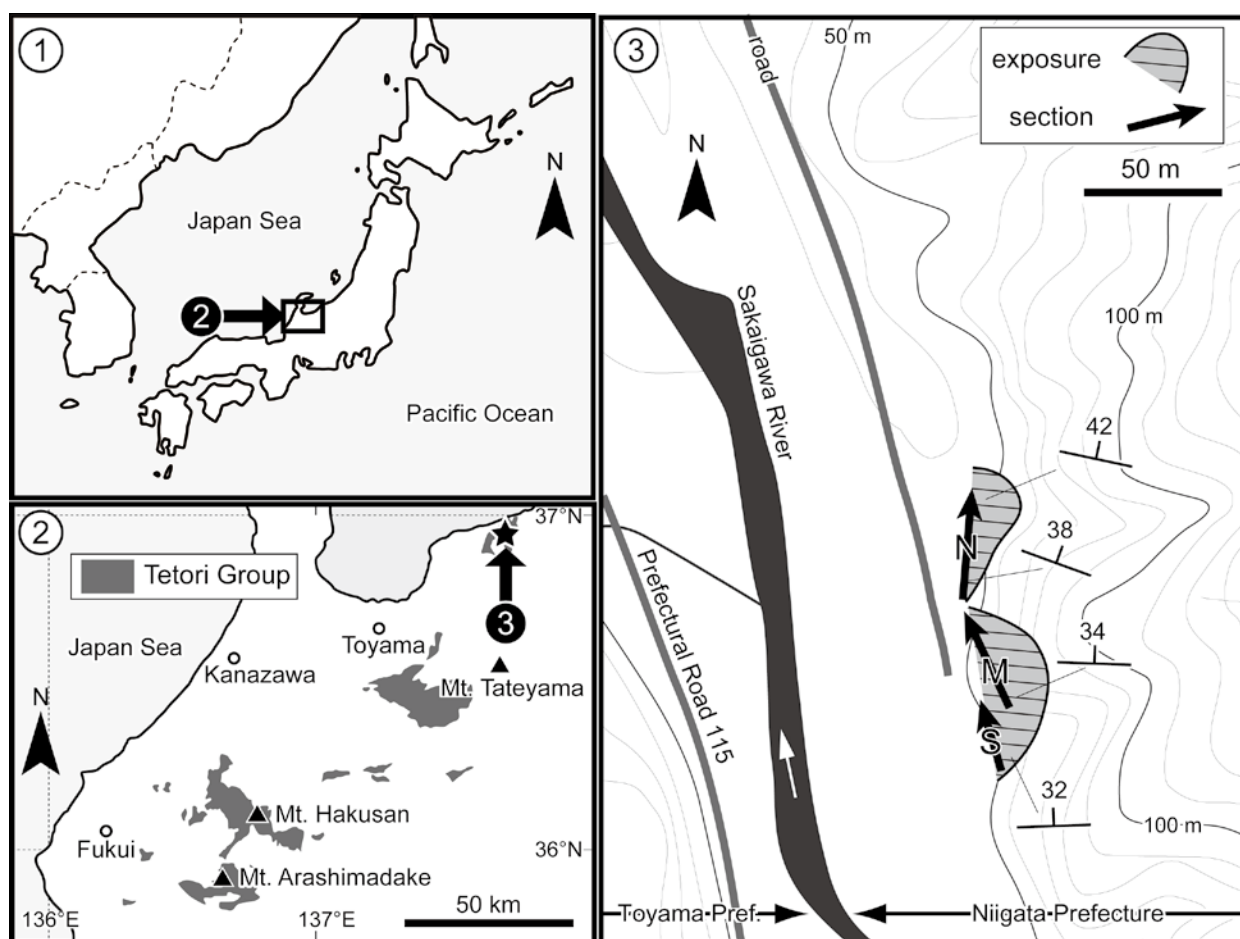 1
N
Japan Sea
2
Pacific Ocean
2
37°N
Tetori Group
3
Japan Sea
Toyama
Kanazawa
Mt. Tateyama
N
Mt. Hakusan
Fukui
36°N
Mt. Arashimadake
136°E
137°E
50 km
3
road
50 m
exposure
section
N
50 m
Sakaigawa River
100 m
42
N
38
34
M
Prefectural Road 115
S
32
100 m
Toyama Pref.
Niigata Prefecture